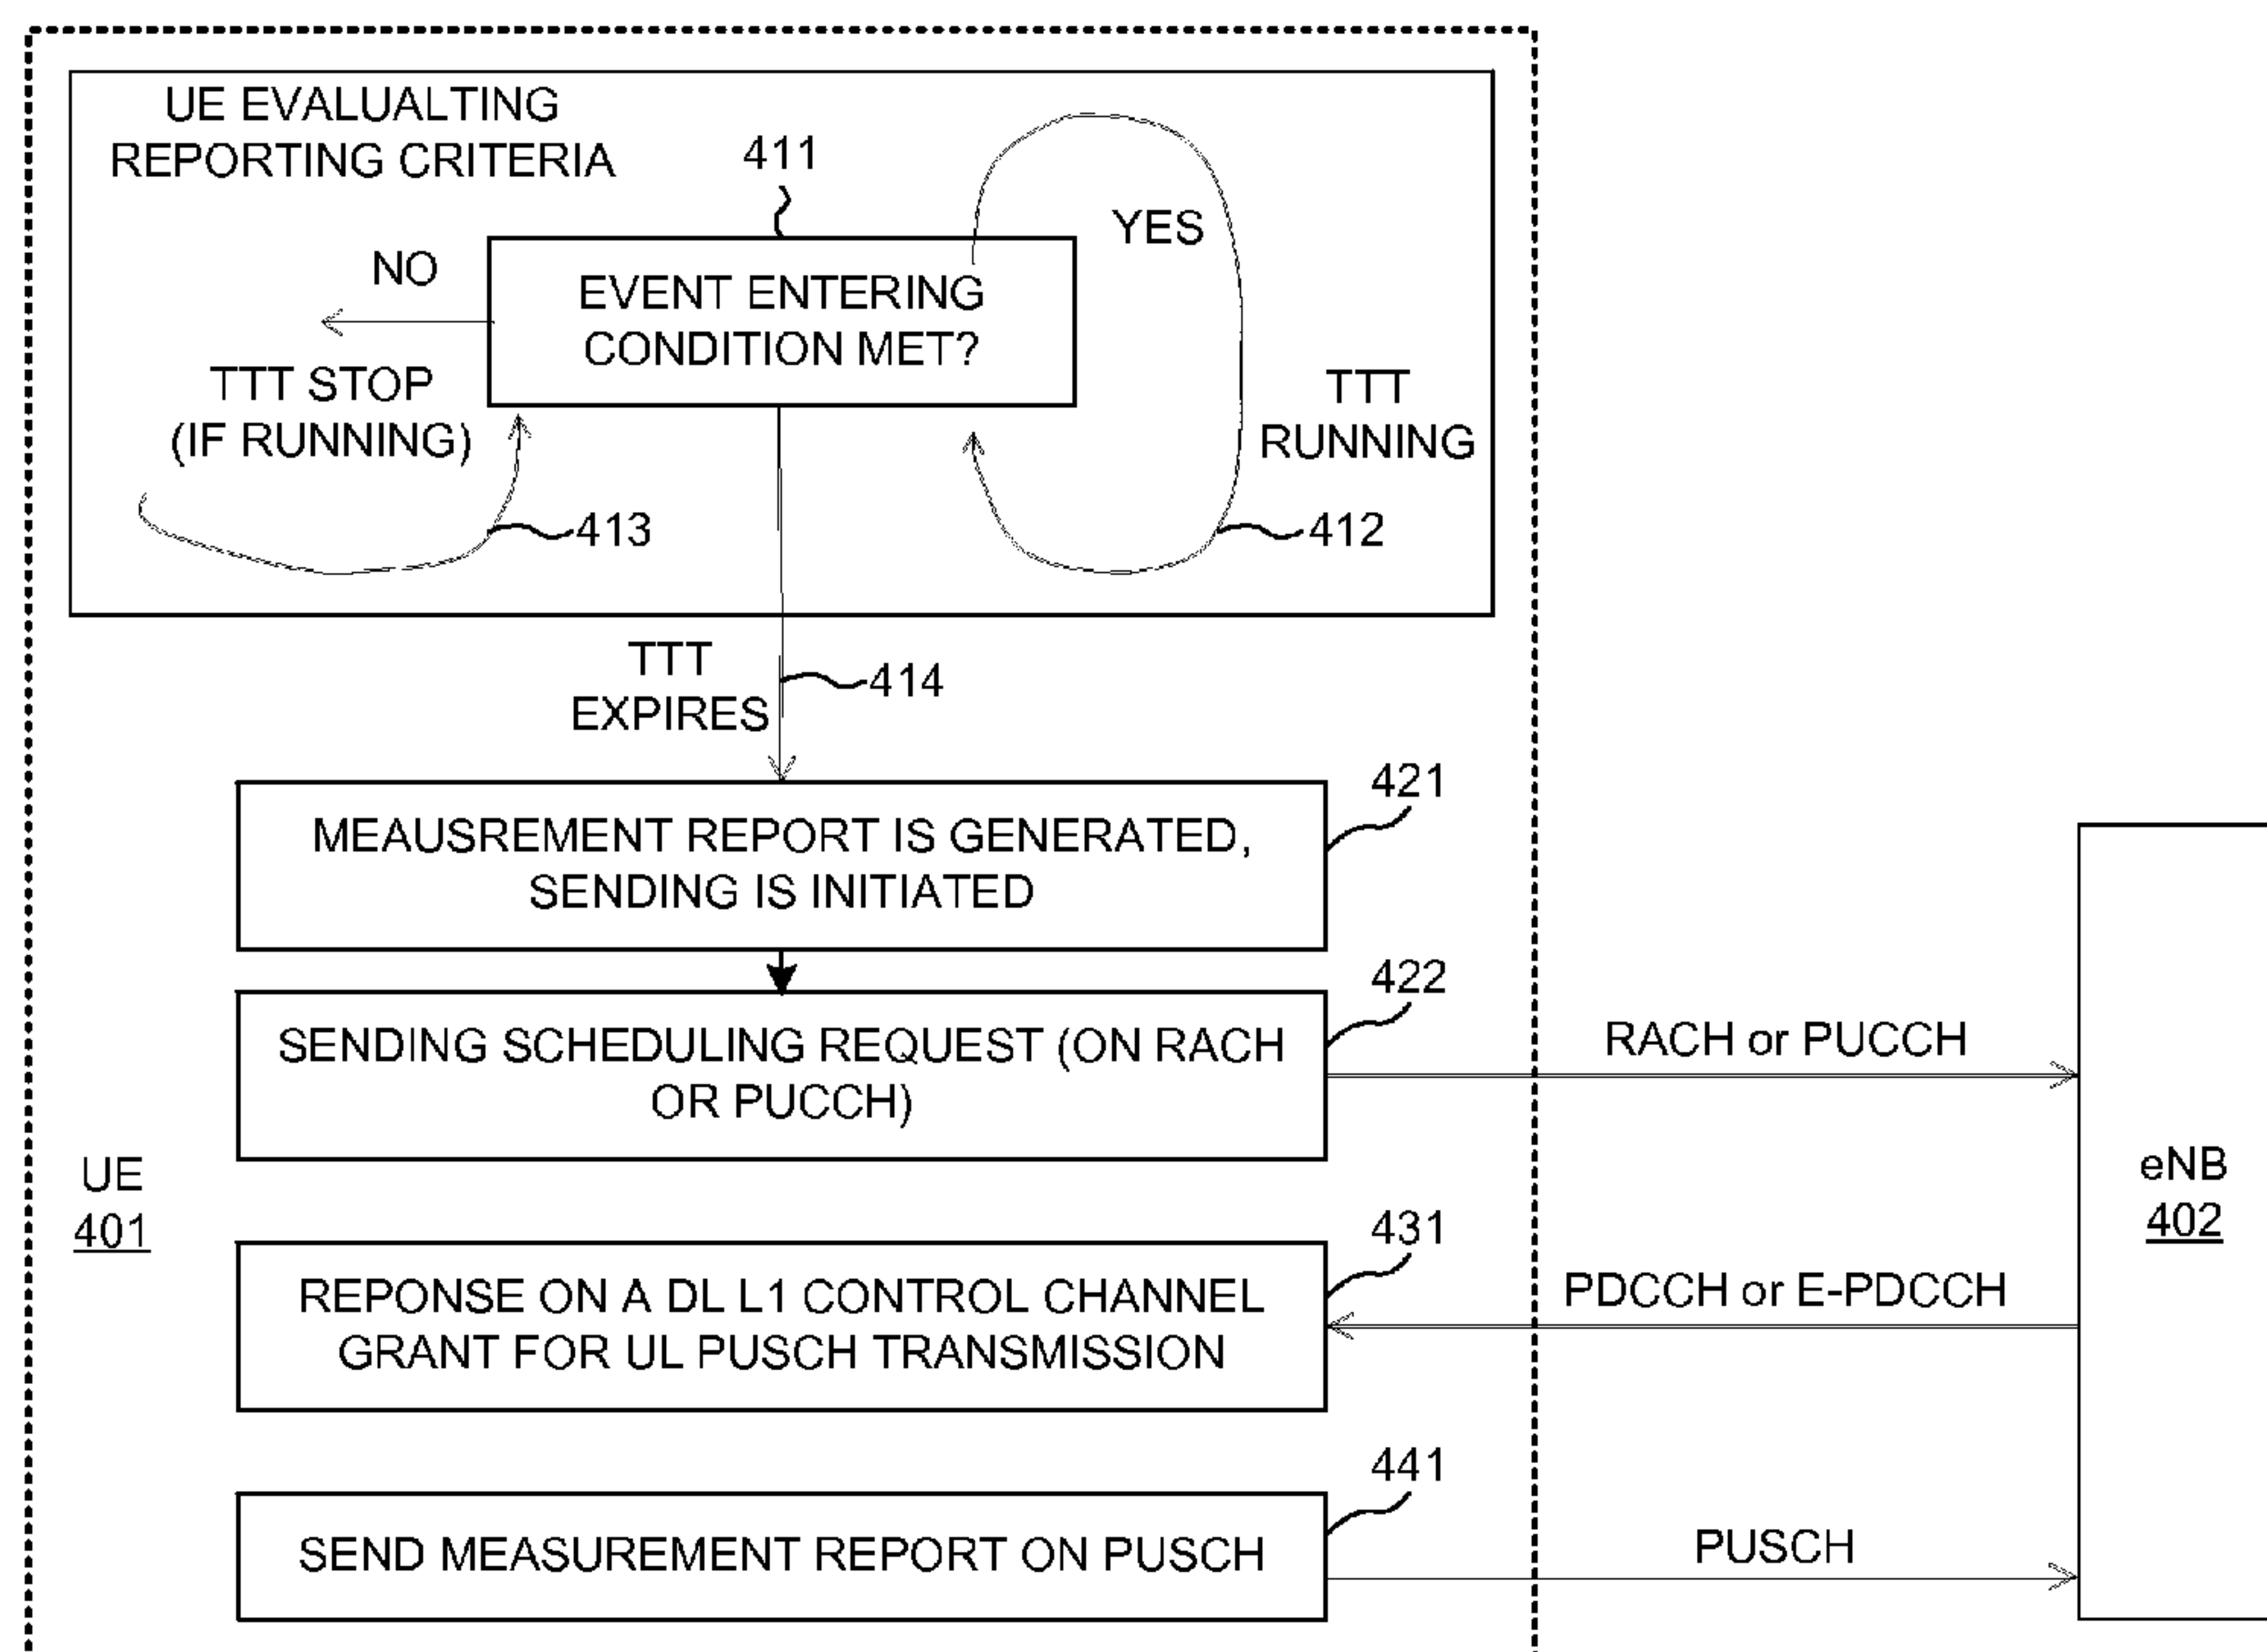 UE EVALUALTING
REPORTING CRITERIA
411
YES
NO
EVENT ENTERING
CONDITION MET?
TTT STOP
(IF RUNNING)
TTT
RUNNING
413
412
TTT
EXPIRES
414
421
MEAUSREMENT REPORT IS GENERATED,
SENDING IS INITIATED
422
SENDING SCHEDULING REQUEST (ON RACH
OR PUCCH)
RACH or PUCCH
UE
401
eNB
402
431
REPONSE ON A DL L1 CONTROL CHANNEL
GRANT FOR UL PUSCH TRANSMISSION
PDCCH or E-PDCCH
441
SEND MEASUREMENT REPORT ON PUSCH
PUSCH